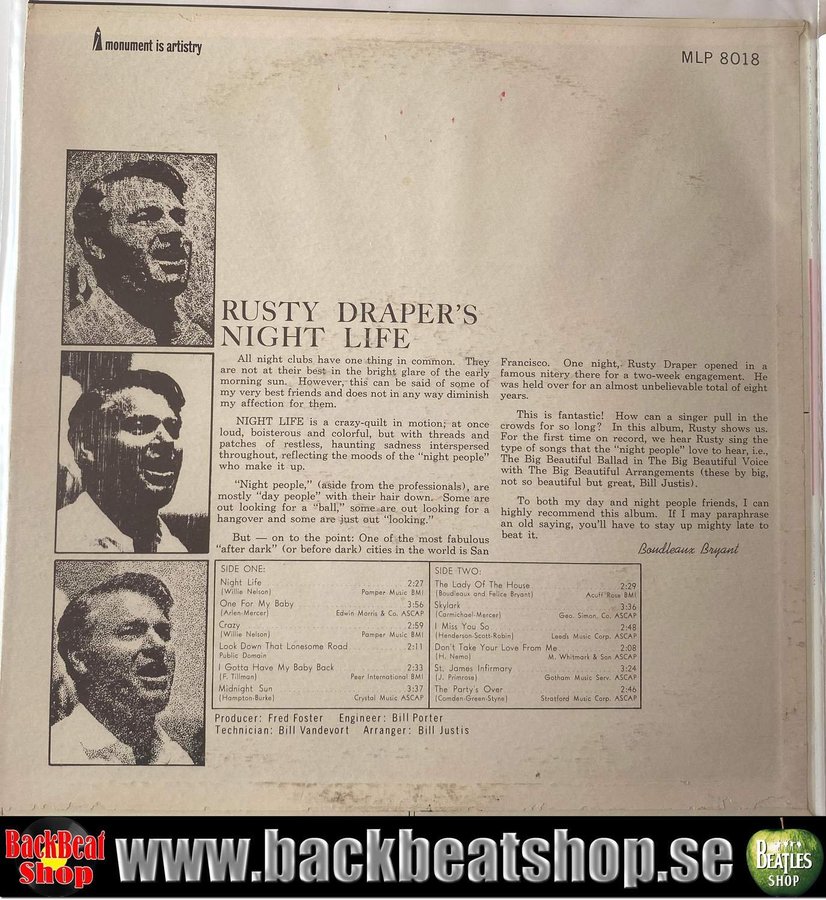 monument is artistry
MLP 8018
RUSTY DRAPER'S
NIGHT LIFE
All night clubs have one thing in common. They
are not at their best in the bright glare of the early
morning sun. However, this can be said of some of
my very best friends and does not in any way diminish
my affection for them.
NIGHT LIFE is a crazy-quilt in motion; at once
loud, boisterous and colorful, but with threads and
patches of restless, haunting sadness interspersed
throughout, reflecting the moods of the "night people"
who make it up.
"Night people," (aside from the professionals), are
mostly "day people" with their hair down. Some are
out looking for a "ball," some are out looking for a
hangover and some are just out "looking."
But — on to the point: One of the most fabulous
"after dark" (or before dark) cities in the world is San
Francisco. One night, Rusty Draper opened in a
famous nitery there for a two-week engagement. He
was held over for an almost unbelievable total of eight
years.
This is fantastic! How can a singer pull in the
crowds for so long? In this album, Rusty shows us.
For the first time on record, we hear Rusty sing the
type of songs that the "night people" love to hear, i.e.,
The Big Beautiful Ballad in The Big Beautiful Voice
with The Big Beautiful Arrangements (these by big,
not so beautiful but great, Bill Justis).
To both my day and night people friends, I can
highly recommend this album. If I may paraphrase
an old saying, you'll have to stay up mighty late to
beat it.
Boudleaux Bryant
SIDE ONE:
Night Life 2:27
(Willie Nelson) Pamper Music BMI
One For My Baby 3:56
(Arlen-Mercer) Edwin Morris & Co. ASCAP
Crazy 2:59
(Willie Nelson) Pamper Music BMI
Look Down That Lonesome Road 2:11
Public Domain
I Gotta Have My Baby Back 2:33
(F. Tillman) Peer International BMI
Midnight Sun 3:37
(Hampton-Burke) Crystal Music ASCAP
SIDE TWO:
The Lady Of The House 2:29
(Boudleaux and Felice Bryant) Acuff Rose BMI
Skylark 3:36
(Carmichael-Mercer) Geo. Simon, Co. ASCAP
I Miss You So 2:48
(Henderson-Scott-Robin) Leeds Music Corp. ASCAP
Don't Take Your Love From Me 2:08
(H. Nemo) M. Whitmark & Son ASCAP
St. James Infirmary 3:24
(J. Primrose) Gotham Music Serv. ASCAP
The Party's Over 2:46
(Comden-Green-Styne) Stratford Music Corp. ASCAP
Producer: Fred Foster Engineer: Bill Porter
Technician: Bill Vandevort Arranger: Bill Justis
BackBeat
Shop
www.backbeatshop.se
BEATLES
SHOP